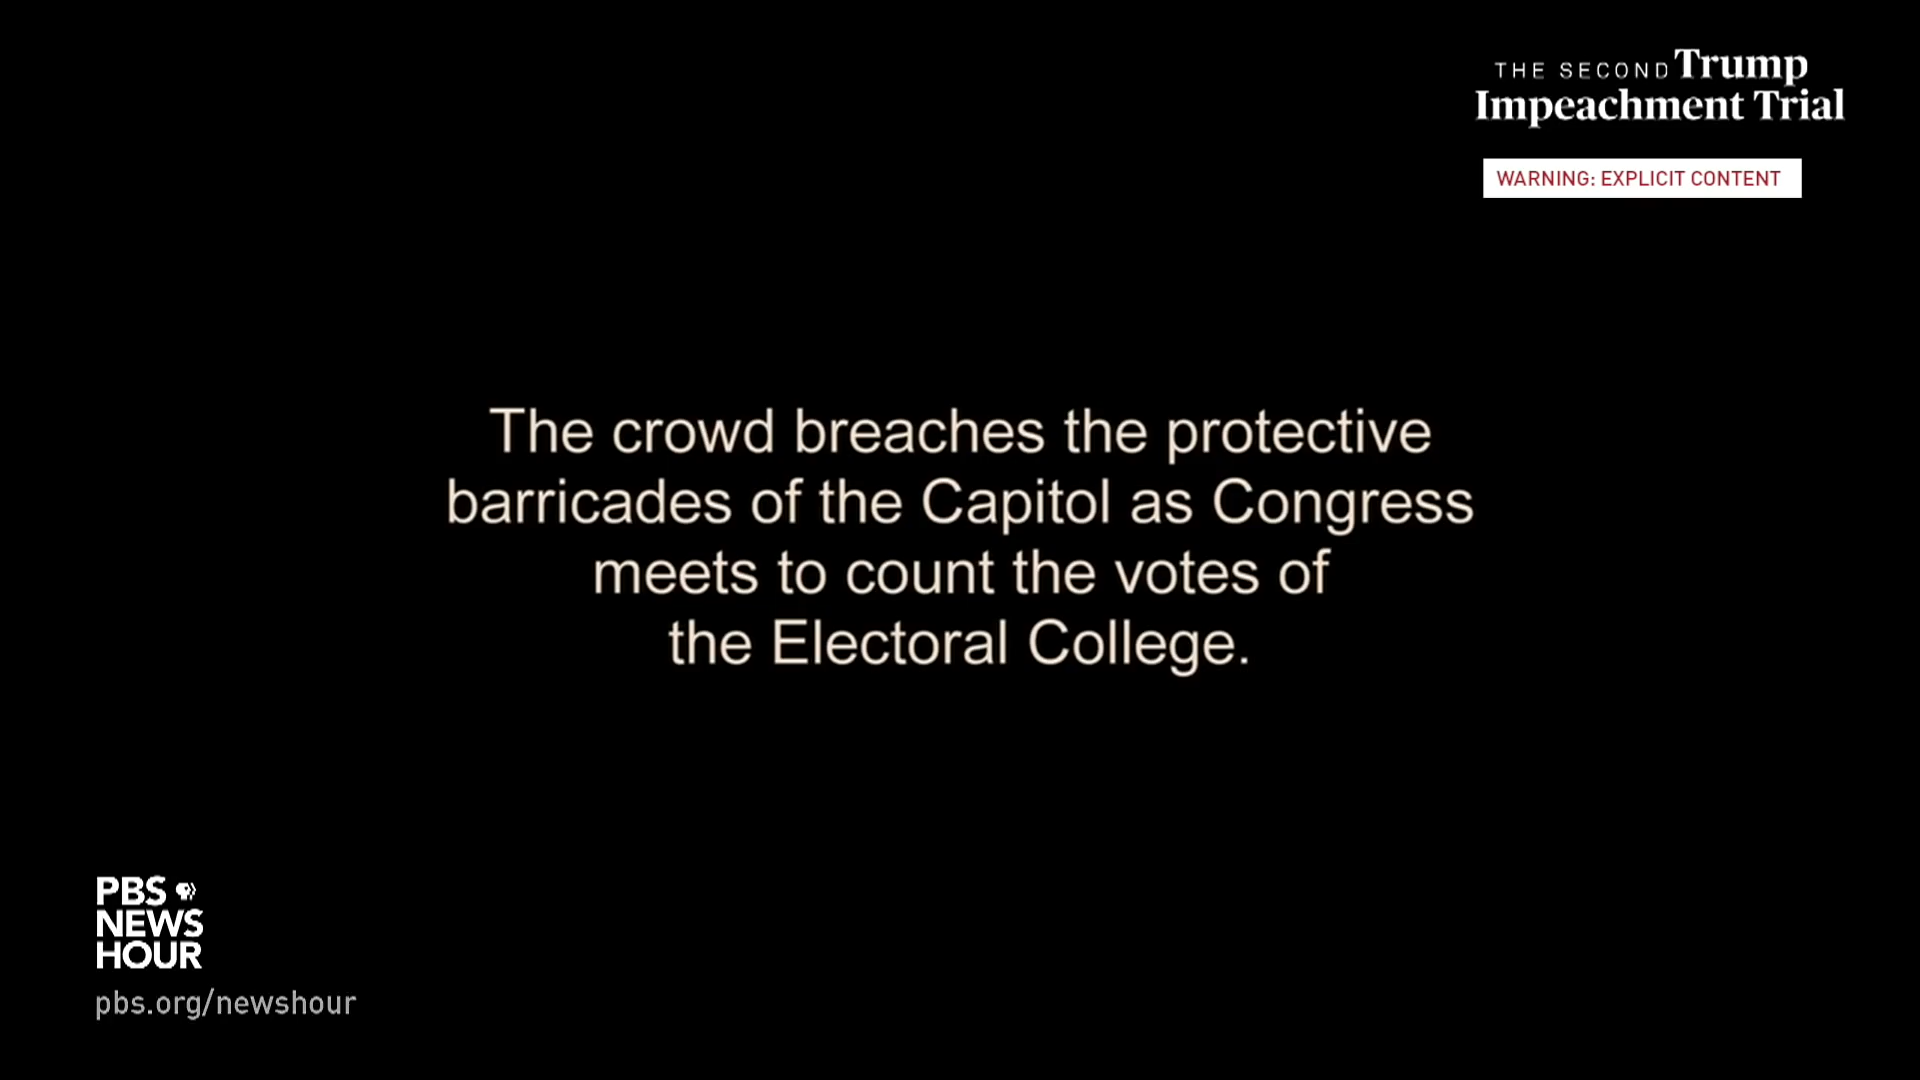 THE SECOND Trump
Impeachment Trial
WARNING: EXPLICIT CONTENT
The crowd breaches the protective
barricades of the Capitol as Congress
meets to count the votes of
the Electoral College.
PBS
NEWS
HOUR
pbs.org/newshour